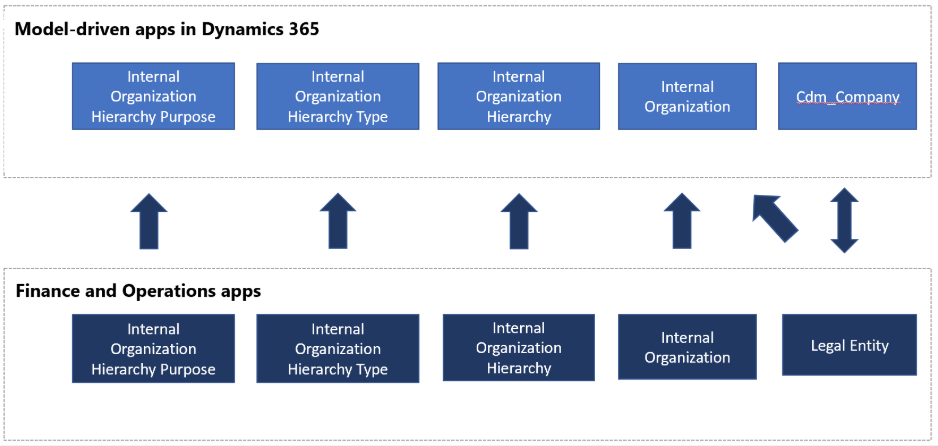 Model-driven apps in Dynamics 365
Internal
Organization
Hierarchy Purpose
Internal
Organization
Hierarchy Type
Internal
Organization
Hierarchy
Internal
Organization
Cdm_Company
Finance and Operations apps
Internal
Organization
Hierarchy Purpose
Internal
Organization
Hierarchy Type
Internal
Organization
Hierarchy
Internal
Organization
Legal Entity